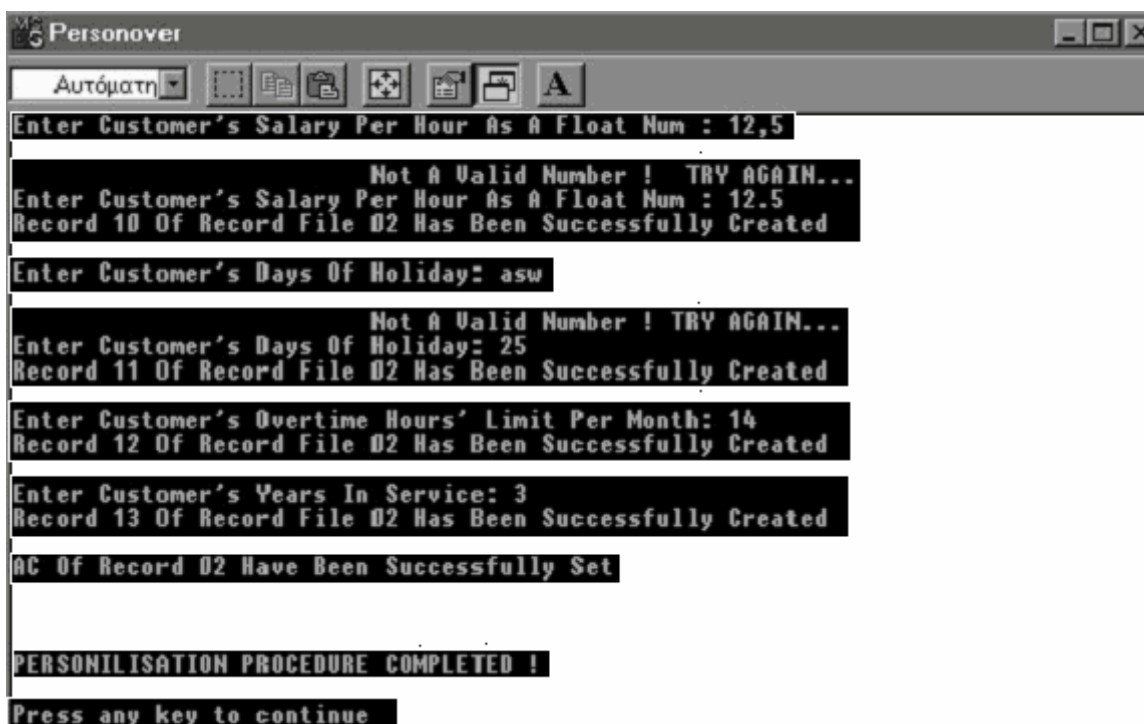 Personover
Αυτόματη
A
Enter Customer's Salary Per Hour As A Float Num : 12,5
Not A Valid Number ! TRY AGAIN...
Enter Customer's Salary Per Hour As A Float Num : 12.5
Record 10 Of Record File 02 Has Been Successfully Created
Enter Customer's Days Of Holiday: asw
Not A Valid Number ! TRY AGAIN...
Enter Customer's Days Of Holiday: 25
Record 11 Of Record File 02 Has Been Successfully Created
Enter Customer's Overtime Hours' Limit Per Month: 14
Record 12 Of Record File 02 Has Been Successfully Created
Enter Customer's Years In Service: 3
Record 13 Of Record File 02 Has Been Successfully Created
AC Of Record 02 Have Been Successfully Set
PERSONILISATION PROCEDURE COMPLETED !
Press any key to continue